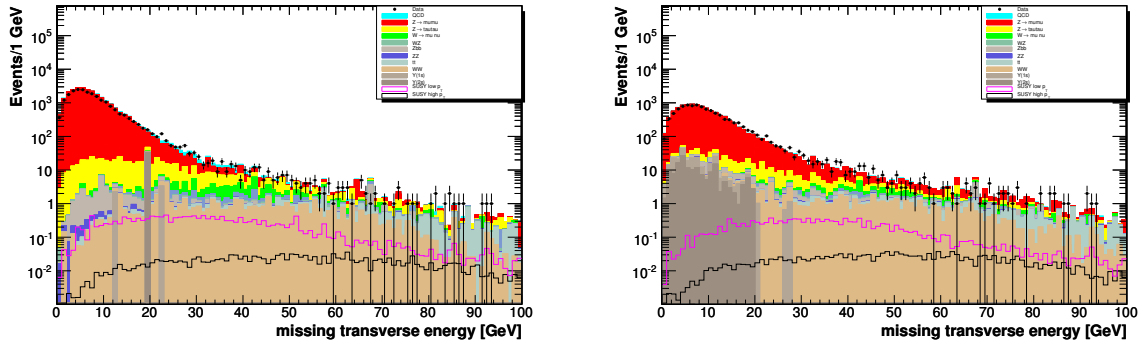 Events/1 GeV
10⁵
10⁴
10³
10²
10
1
10⁻¹
10⁻²
0 10 20 30 40 50 60 70 80 90 100
missing transverse energy [GeV]
Data
QCD
Z → mumu
Z → tautau
W → mu nu
WZ
Zbb
ZZ
tt
WW
Y(1s)
Y(2s)
SUSY low p
SUSY high p
Events/1 GeV
10⁵
10⁴
10³
10²
10
1
10⁻¹
10⁻²
0 10 20 30 40 50 60 70 80 90 100
missing transverse energy [GeV]
Data
QCD
Z → mumu
Z → tautau
W → mu nu
WZ
Zbb
ZZ
tt
WW
Y(1s)
Y(2s)
SUSY low p
SUSY high p